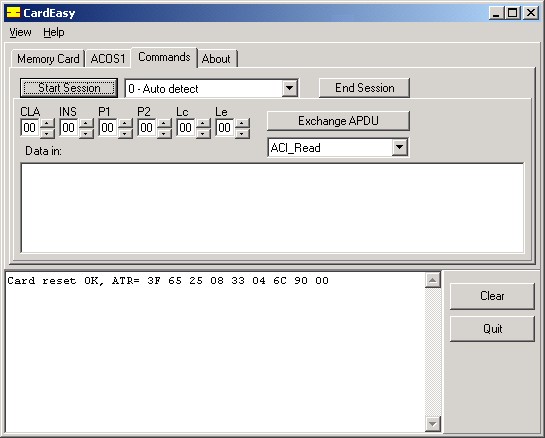 CardEasy
View Help
Memory Card ACOS1 Commands About
Start Session 0 - Auto detect End Session
CLA INS P1 P2 Lc Le
00 00 00 00 00 00 Exchange APDU
Data in: ACI_Read
Card reset OK, ATR= 3F 65 25 08 33 04 6C 90 00
Clear
Quit